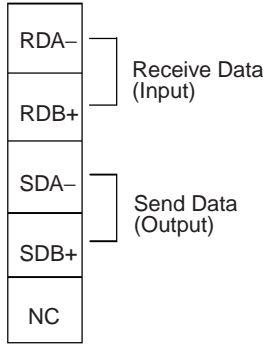 RDA–
RDB+
Receive Data
(Input)
SDA–
SDB+
Send Data
(Output)
NC